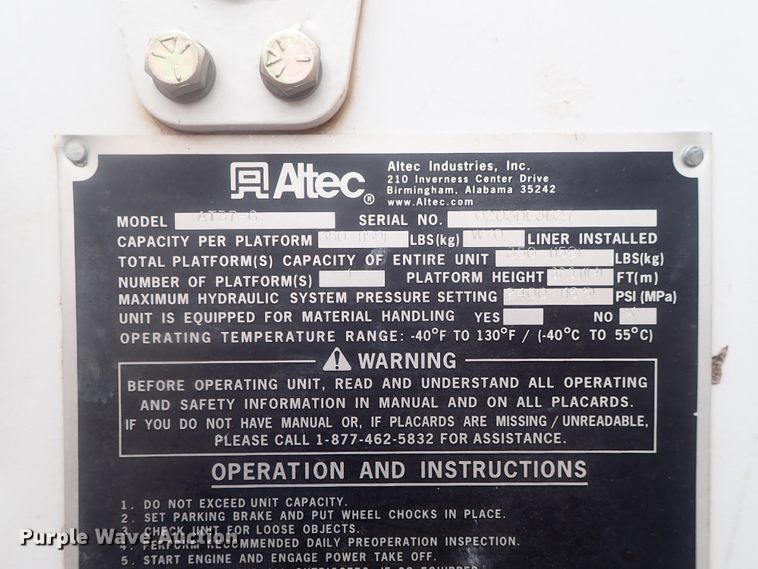 Altec® Altec Industries, Inc.
210 Inverness Center Drive
Birmingham, Alabama 35242
www.Altec.com
MODEL SERIAL NO.
CAPACITY PER PLATFORM 350 (159) LBS(kg) W/O LINER INSTALLED
TOTAL PLATFORM(S) CAPACITY OF ENTIRE UNIT 350 (159) LBS(kg)
NUMBER OF PLATFORM(S) 1 PLATFORM HEIGHT FT(m)
MAXIMUM HYDRAULIC SYSTEM PRESSURE SETTING PSI (MPa)
UNIT IS EQUIPPED FOR MATERIAL HANDLING YES NO X
OPERATING TEMPERATURE RANGE: -40°F TO 130°F / (-40°C TO 55°C)
WARNING
BEFORE OPERATING UNIT, READ AND UNDERSTAND ALL OPERATING
AND SAFETY INFORMATION IN MANUAL AND ON ALL PLACARDS.
IF YOU DO NOT HAVE MANUAL OR, IF PLACARDS ARE MISSING/UNREADABLE,
PLEASE CALL 1-877-462-5832 FOR ASSISTANCE.
OPERATION AND INSTRUCTIONS
1. DO NOT EXCEED UNIT CAPACITY.
2. SET PARKING BRAKE AND PUT WHEEL CHOCKS IN PLACE.
3. CHECK UNIT FOR LOOSE OBJECTS.
4. PERFORM RECOMMENDED DAILY PREOPERATION INSPECTION.
5. START ENGINE AND ENGAGE POWER TAKE OFF.
Purple Wave Auction